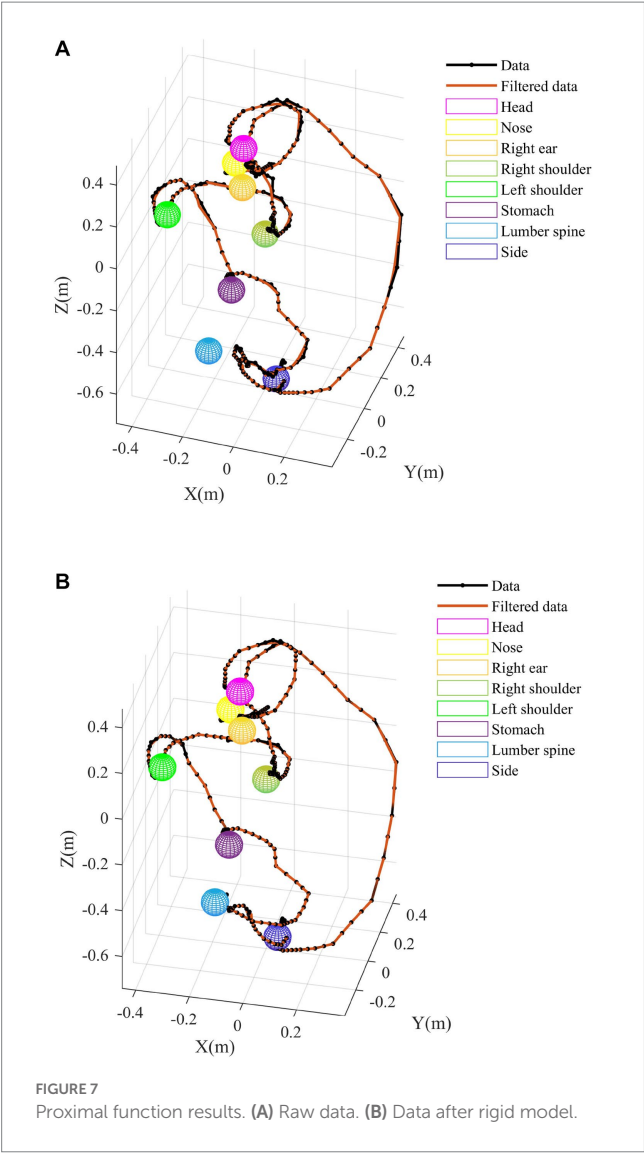 A
Data
Filtered data
Head
Nose
Right ear
Right shoulder
Left shoulder
Stomach
Lumber spine
Side
0.4
0.2
0
-0.2
-0.4
-0.6
Z(m)
-0.4
-0.2
0
0.2
X(m)
0.4
0.2
0
-0.2
Y(m)
B
Data
Filtered data
Head
Nose
Right ear
Right shoulder
Left shoulder
Stomach
Lumber spine
Side
0.4
0.2
0
-0.2
-0.4
-0.6
Z(m)
-0.4
-0.2
0
0.2
X(m)
0.4
0.2
0
-0.2
Y(m)
FIGURE 7
Proximal function results. (A) Raw data. (B) Data after rigid model.